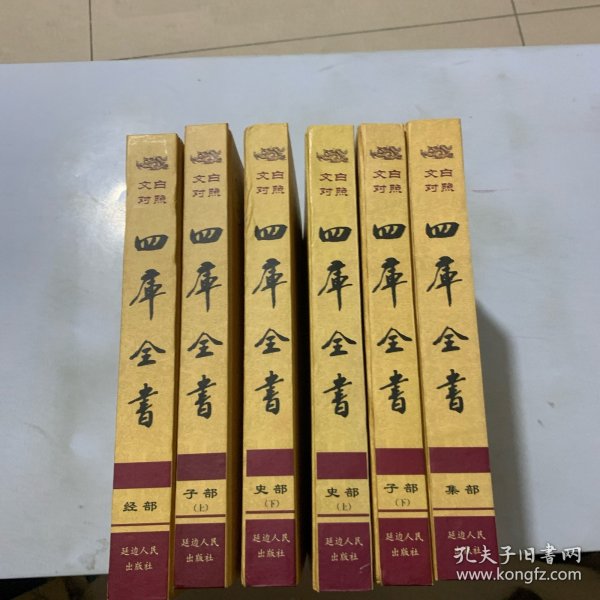 文白
对照
四库全书
经部
延边人民
出版社
文白
对照
四库全书
子部
(上)
延边人民
出版社
文白
对照
四库全书
史部
(下)
延边人民
出版社
文白
对照
四库全书
史部
(上)
延边人民
出版社
文白
对照
四库全书
子部
(下)
延边人民
出版社
文白
对照
四库全书
集部
延边人民
出版社
孔夫子旧书网
www.kongfz.com